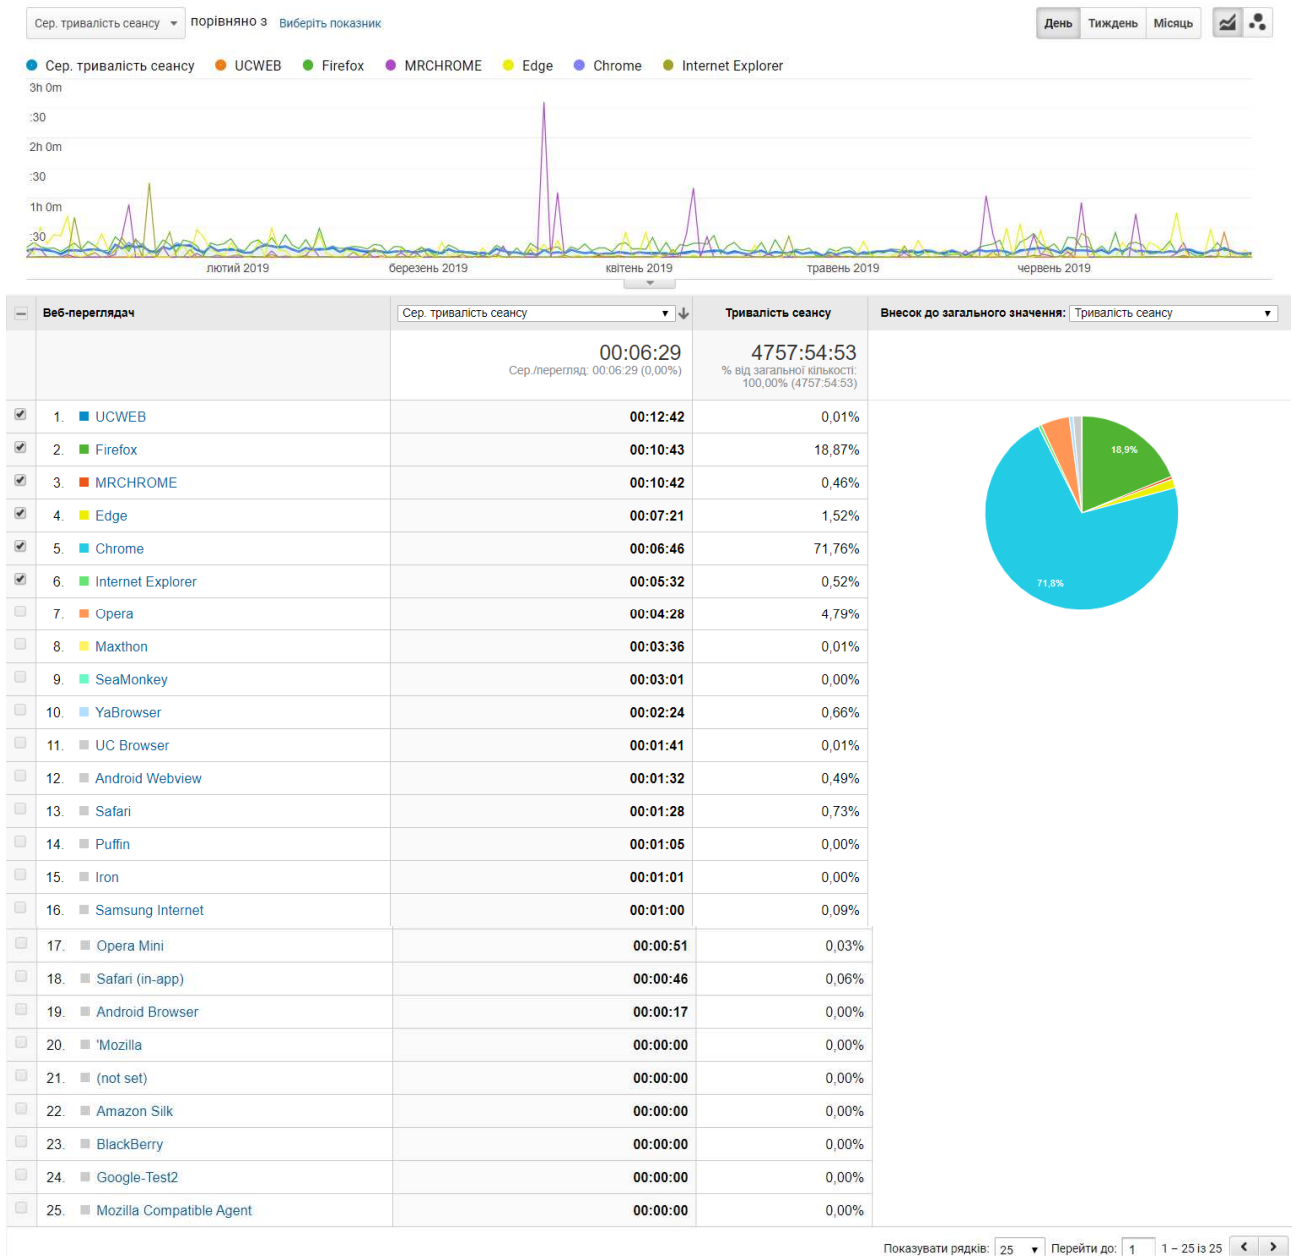 Сер. тривалість сеансу порівняно з Виберіть показник День Тиждень Місяць
Сер. тривалість сеансу UCWEB Firefox MRCHROME Edge Chrome Internet Explorer
3h 0m
:30
2h 0m
:30
1h 0m
:30
лютий 2019 березень 2019 квітень 2019 травень 2019 червень 2019
Веб-переглядач Сер. тривалість сеансу Тривалість сеансу Внесок до загального значення: Тривалість сеансу
00:06:29 4757:54:53
Сер./перегляд: 00:06:29 (0,00%) % від загальної кількості:
100,00% (4757:54:53)
1. UCWEB 00:12:42 0,01%
2. Firefox 00:10:43 18,87%
18,9%
3. MRCHROME 00:10:42 0,46%
4. Edge 00:07:21 1,52%
5. Chrome 00:06:46 71,76%
6. Internet Explorer 00:05:32 0,52%
71,8%
7. Opera 00:04:28 4,79%
8. Maxthon 00:03:36 0,01%
9. SeaMonkey 00:03:01 0,00%
10. YaBrowser 00:02:24 0,66%
11. UC Browser 00:01:41 0,01%
12. Android Webview 00:01:32 0,49%
13. Safari 00:01:28 0,73%
14. Puffin 00:01:05 0,00%
15. Iron 00:01:01 0,00%
16. Samsung Internet 00:01:00 0,09%
17. Opera Mini 00:00:51 0,03%
18. Safari (in-app) 00:00:46 0,06%
19. Android Browser 00:00:17 0,00%
20. 'Mozilla 00:00:00 0,00%
21. (not set) 00:00:00 0,00%
22. Amazon Silk 00:00:00 0,00%
23. BlackBerry 00:00:00 0,00%
24. Google-Test2 00:00:00 0,00%
25. Mozilla Compatible Agent 00:00:00 0,00%
Показувати рядків: 25 Перейти до: 1 1 – 25 із 25